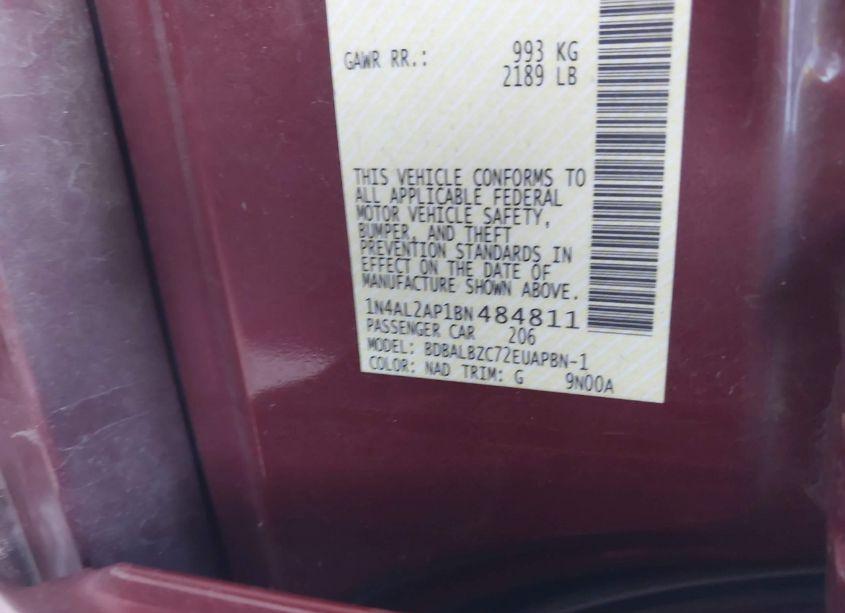 GAWR RR.: 993 KG
2189 LB
THIS VEHICLE CONFORMS TO
ALL APPLICABLE FEDERAL
MOTOR VEHICLE SAFETY,
BUMPER, AND THEFT
PREVENTION STANDARDS IN
EFFECT ON THE DATE OF
MANUFACTURE SHOWN ABOVE.
1N4AL2AP1BN484811
PASSENGER CAR 206
MODEL: BDBALBZC72EUAPBN-1
COLOR: NAD TRIM: G 9N00A